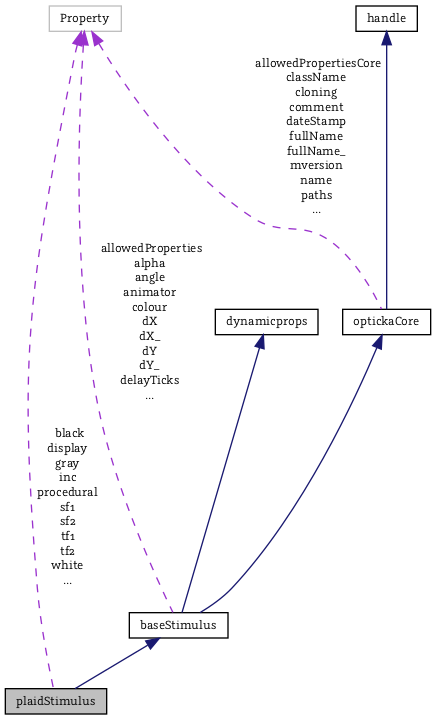 Property
handle
allowedPropertiesCore
className
cloning
comment
dateStamp
fullName
fullName_
mversion
name
paths
...
allowedProperties
alpha
angle
animator
colour
dX
dX_
dY
dY_
delayTicks
...
dynamicprops
optickaCore
black
display
gray
inc
procedural
sf1
sf2
tf1
tf2
white
...
baseStimulus
plaidStimulus